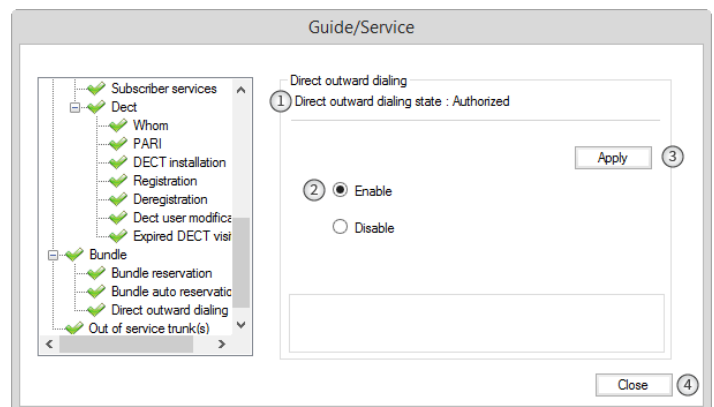 Guide/Service
Subscriber services
Dect
Whom
PARI
DECT installation
Registration
Deregistration
Dect user modifica
Expired DECT visi
Bundle
Bundle reservation
Bundle auto reservatic
Direct outward dialing
Out of service trunk(s)
Direct outward dialing
1 Direct outward dialing state : Authorized
Apply 3
2 Enable
Disable
Close 4